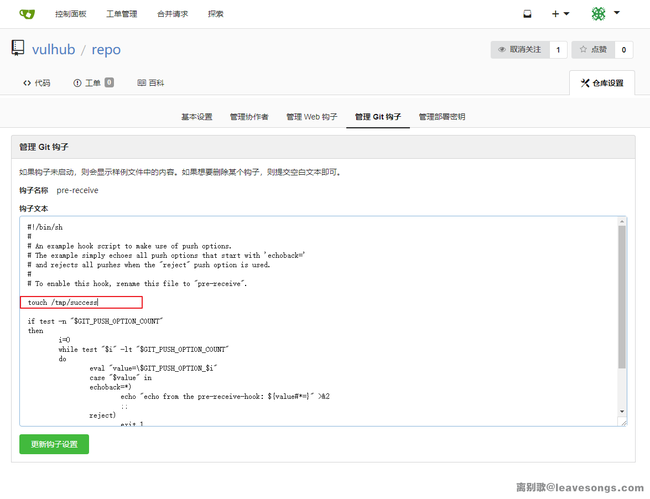 控制面板 工单管理 合并请求 探索
vulhub / repo
取消关注 1 点赞 0
代码 工单 0 百科 仓库设置
基本设置 管理协作者 管理 Web 钩子 管理 Git 钩子 管理部署密钥
管理 Git 钩子
如果钩子未启动，则会显示样例文件中的内容。如果想要删除某个钩子，则提交空白文本即可。
钩子名称 pre-receive
钩子文本
#!/bin/sh
#
# An example hook script to make use of push options.
# The example simply echoes all push options that start with 'echoback='
# and rejects all pushes when the "reject" push option is used.
#
# To enable this hook, rename this file to "pre-receive".
touch /tmp/success
if test -n "$GIT_PUSH_OPTION_COUNT"
then
i=0
while test "$i" -lt "$GIT_PUSH_OPTION_COUNT"
do
eval "value=\$GIT_PUSH_OPTION_$i"
case "$value" in
echoback=*)
echo "echo from the pre-receive-hook: ${value#*=}" >&2
;;
reject)
exit 1
更新钩子设置
离别歌@leavesongs.com